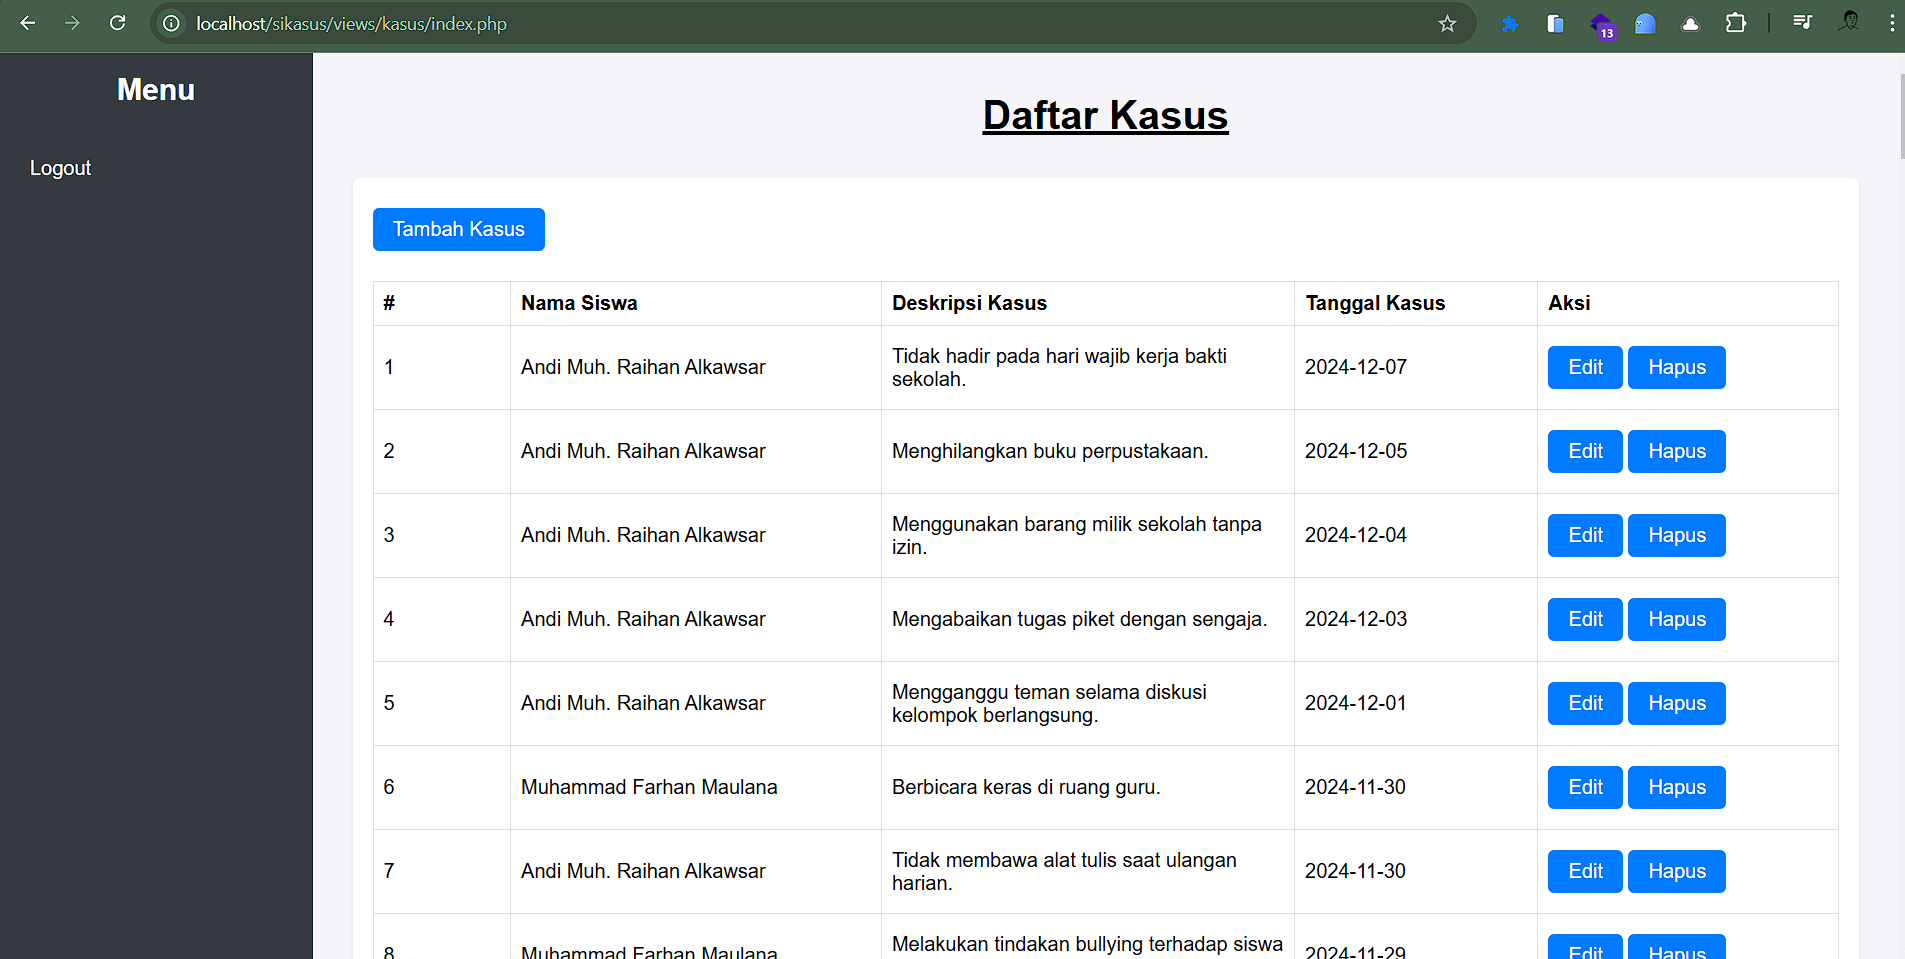 localhost/sikasus/views/kasus/index.php
13
Menu
Logout
Daftar Kasus
Tambah Kasus
# Nama Siswa Deskripsi Kasus Tanggal Kasus Aksi
1 Andi Muh. Raihan Alkawsar Tidak hadir pada hari wajib kerja bakti
sekolah. 2024-12-07 Edit Hapus
2 Andi Muh. Raihan Alkawsar Menghilangkan buku perpustakaan. 2024-12-05 Edit Hapus
3 Andi Muh. Raihan Alkawsar Menggunakan barang milik sekolah tanpa
izin. 2024-12-04 Edit Hapus
4 Andi Muh. Raihan Alkawsar Mengabaikan tugas piket dengan sengaja. 2024-12-03 Edit Hapus
5 Andi Muh. Raihan Alkawsar Mengganggu teman selama diskusi
kelompok berlangsung. 2024-12-01 Edit Hapus
6 Muhammad Farhan Maulana Berbicara keras di ruang guru. 2024-11-30 Edit Hapus
7 Andi Muh. Raihan Alkawsar Tidak membawa alat tulis saat ulangan
harian. 2024-11-30 Edit Hapus
8 Muhammad Farhan Maulana Melakukan tindakan bullying terhadap siswa 2024-11-29 Edit Hapus